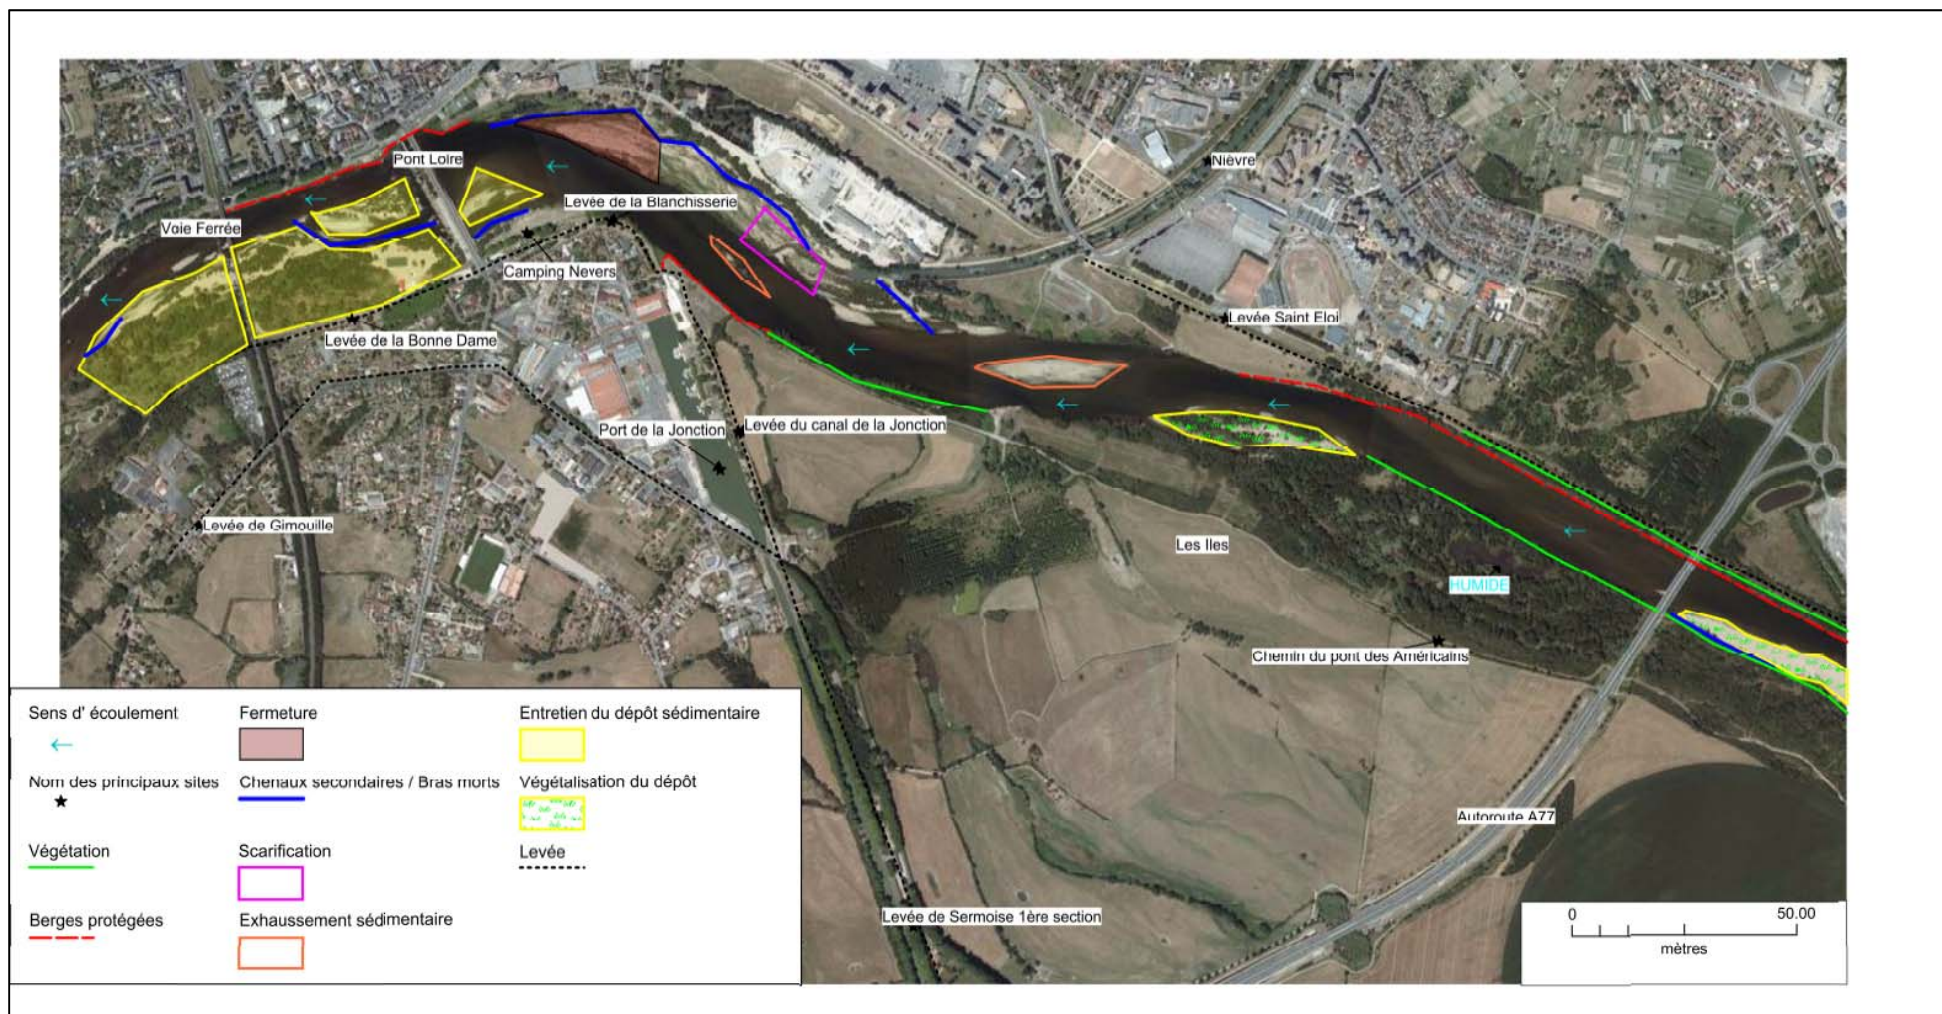 Nièvre
Pont Loire
Levée de la Blanchisserie
Voie Ferrée
Camping Nevers
Levée Saint Eloi
Levée de la Bonne Dame
Port de la Jonction
Levée du canal de la Jonction
Levée de Gimouille
Les Iles
HUMIDE
Chemin du pont des Américains
Autoroute A77
Levée de Sermoise 1ère section
Sens d' écoulement
Fermeture
Entretien du dépôt sédimentaire
Nom des principaux sites
Chenaux secondaires / Bras morts
Végétalisation du dépôt
Végétation
Scarification
Levée
Berges protégées
Exhaussement sédimentaire
0 50.00
mètres